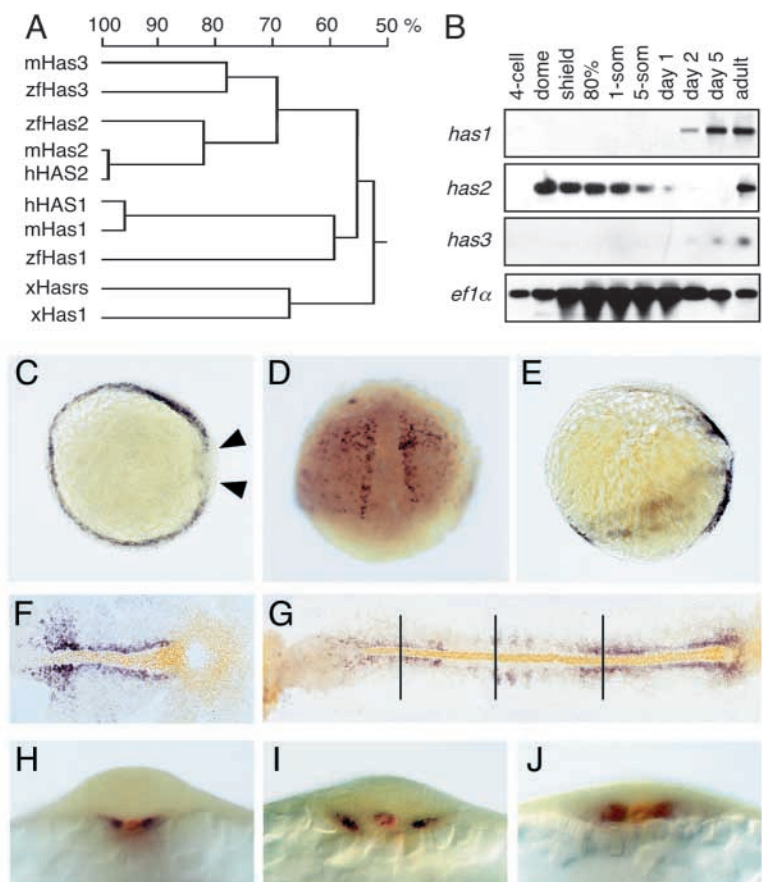 A
100 90 80 70 60 50 %
mHas3
zfHas3
zfHas2
mHas2
hHAS2
hHAS1
mHas1
zfHas1
xHasrs
xHas1
B
4-cell
dome
shield
80%
1-som
5-som
day 1
day 2
day 5
adult
has1
has2
has3
ef1α
C
D
E
F
G
H
I
J